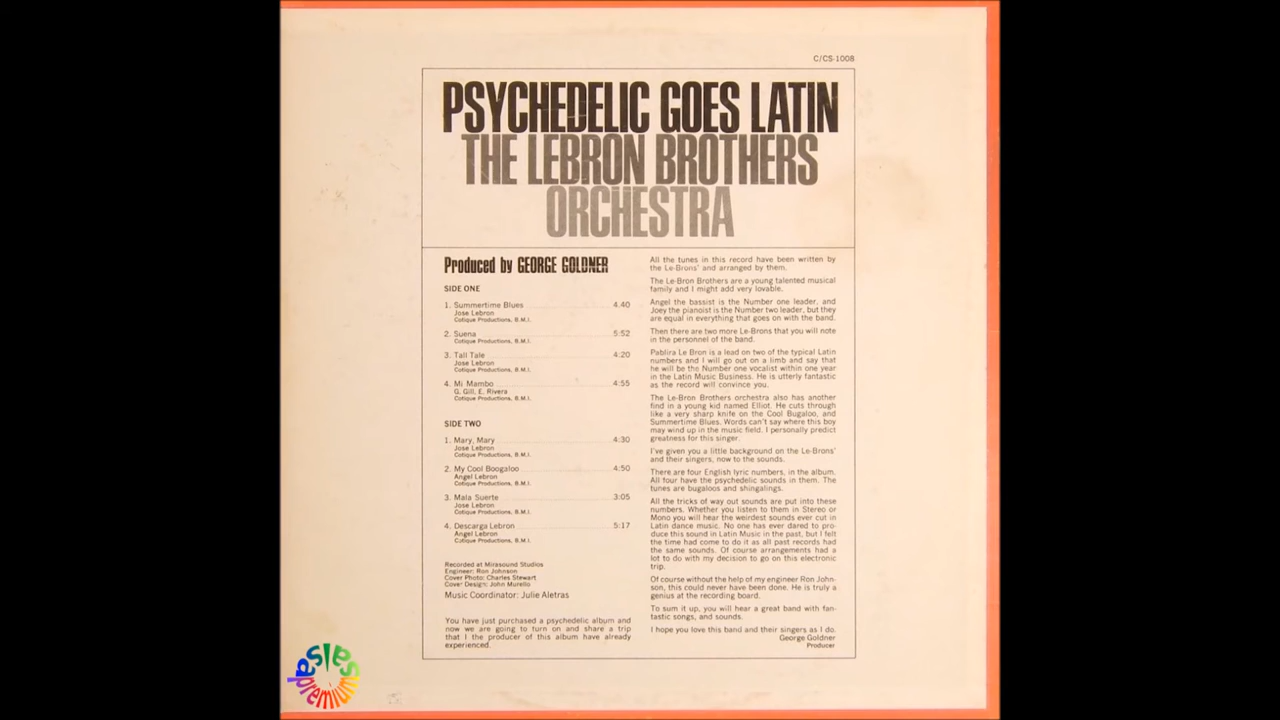 C/CS-1008
PSYCHEDELIC GOES LATIN
THE LEBRON BROTHERS
ORCHESTRA
Produced by GEORGE GOLDNER
SIDE ONE
1. Summertime Blues 4.40
Jose Lebron
Cotique Productions, B.M.I.
2. Suena 5:52
Cotique Productions, B.M.I.
3. Tall Tale 4:20
Jose Lebron
Cotique Productions, B.M.I.
4. Mi Mambo 4:55
G. Gill, E. Rivera
Cotique Productions, B.M.I.
SIDE TWO
1. Mary, Mary 4:30
Jose Lebron
Cotique Productions, B.M.I.
2. My Cool Boogaloo 4:50
Angel Lebron
Cotique Productions, B.M.I.
3. Mala Suerte 3:05
Jose Lebron
Cotique Productions, B.M.I.
4. Descarga Lebron 5:17
Angel Lebron
Cotique Productions, B.M.I.
Recorded at Mirasound Studios
Engineer: Ron Johnson
Cover Photo: Charles Stewart
Cover Design: John Murello
Music Coordinator: Julie Aletras
You have just purchased a psychedelic album and
now we are going to turn on and share a trip
that I the producer of this album have already
experienced.
All the tunes in this record have been written by
the Le-Brons' and arranged by them.
The Le-Bron Brothers are a young talented musical
family and I might add very lovable.
Angel the bassist is the Number one leader, and
Joey the pianoist is the Number two leader, but they
are equal in everything that goes on with the band.
Then there are two more Le-Brons that you will note
in the personnel of the band.
Pablira Le Bron is a lead on two of the typical Latin
numbers and I will go out on a limb and say that
he will be the Number one vocalist within one year
in the Latin Music Business. He is utterly fantastic
as the record will convince you.
The Le-Bron Brothers orchestra also has another
find in a young kid named Elliot. He cuts through
like a very sharp knife on the Cool Bugaloo, and
Summertime Blues. Words can't say where this boy
may wind up in the music field. I personally predict
greatness for this singer.
I've given you a little background on the Le-Brons'
and their singers, now to the sounds.
There are four English lyric numbers, in the album.
All four have the psychedelic sounds in them. The
tunes are bugaloos and shingalings.
All the tricks of way out sounds are put into these
numbers. Whether you listen to them in Stereo or
Mono you will hear the weirdest sounds ever cut in
Latin dance music. No one has ever dared to pro-
duce this sound in Latin Music in the past, but I felt
the time had come to do it as all past records had
the same sounds. Of course arrangements had a
lot to do with my decision to go on this electronic
trip.
Of course without the help of my engineer Ron John-
son, this could never have been done. He is truly a
genius at the recording board.
To sum it up, you will hear a great band with fan-
tastic songs, and sounds.
I hope you love this band and their singers as I do.
George Goldner
Producer
salsa
premium